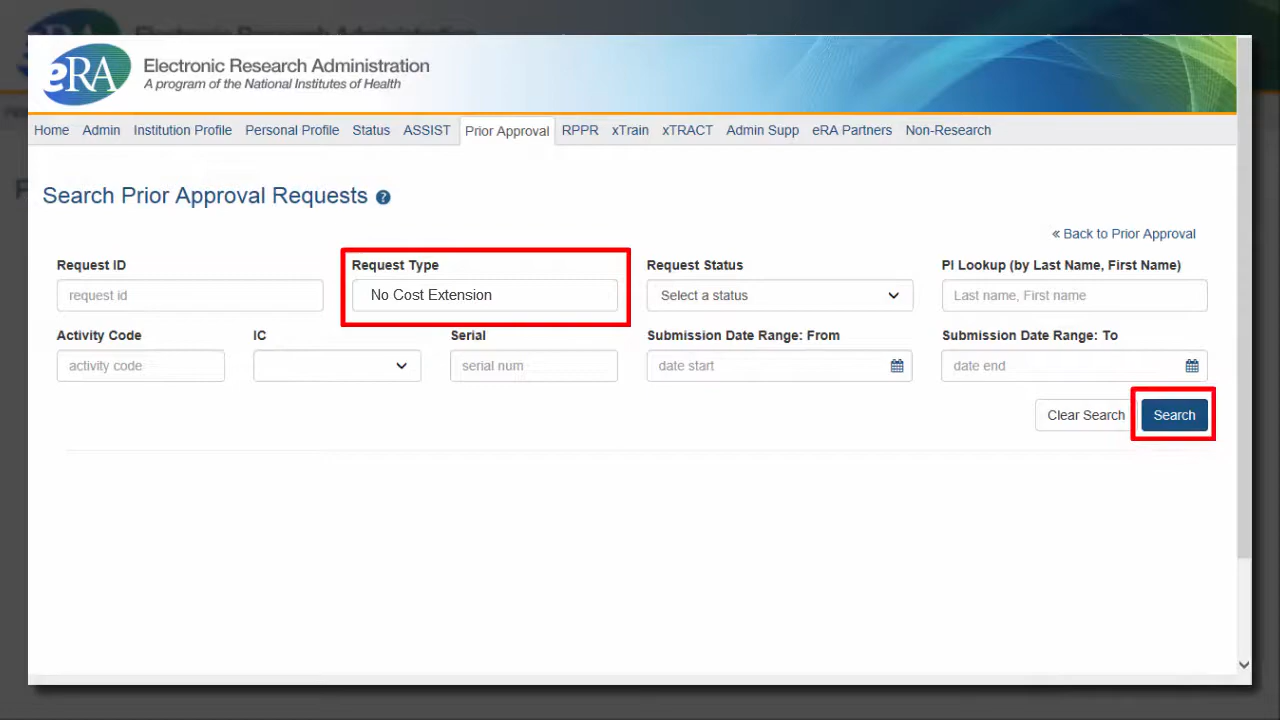 eRA
Electronic Research Administration
A program of the National Institutes of Health
Home Admin Institution Profile Personal Profile Status ASSIST Prior Approval RPPR xTrain xTRACT Admin Supp eRA Partners Non-Research
Search Prior Approval Requests ?
« Back to Prior Approval
Request ID Request Type Request Status PI Lookup (by Last Name, First Name)
request id No Cost Extension Select a status Last name, First name
Activity Code IC Serial Submission Date Range: From Submission Date Range: To
activity code serial num date start date end
Clear Search Search